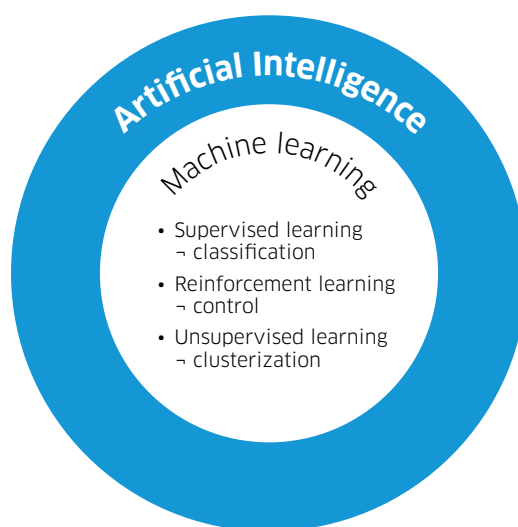 Artificial Intelligence
Machine learning
• Supervised learning
¬ classification
• Reinforcement learning
¬ control
• Unsupervised learning
¬ clusterization